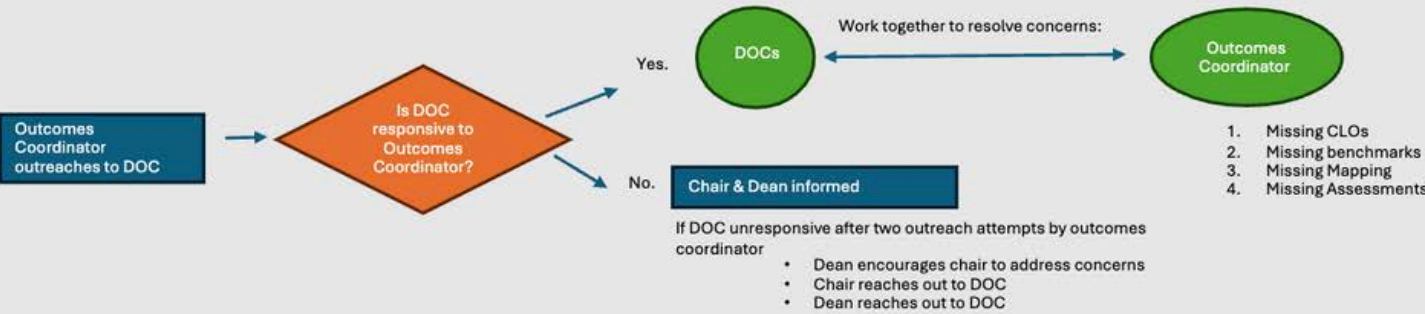 Outcomes
Coordinator
outreaches to DOC
Is DOC
responsive to
Outcomes
Coordinator?
Yes.
DOCs
Work together to resolve concerns:
Outcomes
Coordinator
1. Missing CLOs
2. Missing benchmarks
3. Missing Mapping
4. Missing Assessments
No.
Chair & Dean informed
If DOC unresponsive after two outreach attempts by outcomes
coordinator
• Dean encourages chair to address concerns
• Chair reaches out to DOC
• Dean reaches out to DOC